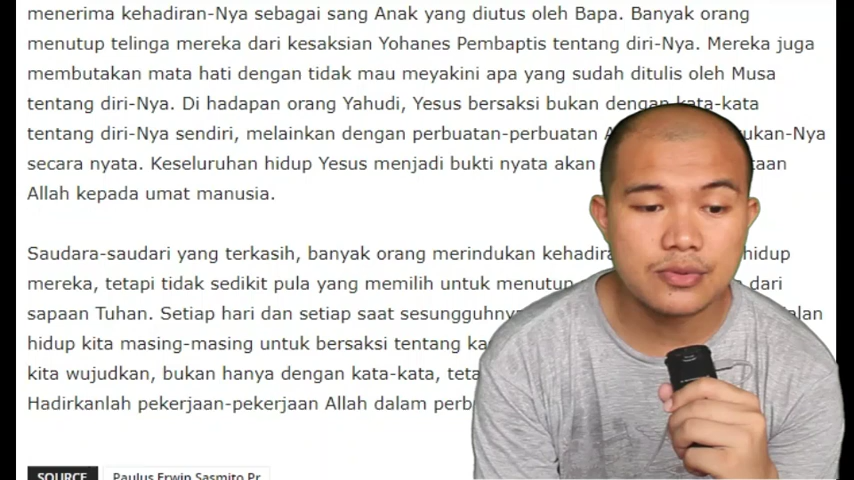 menerima kehadiran-Nya sebagai sang Anak yang diutus oleh Bapa. Banyak orang
menutup telinga mereka dari kesaksian Yohanes Pembaptis tentang diri-Nya. Mereka juga
membutakan mata hati dengan tidak mau meyakini apa yang sudah ditulis oleh Musa
tentang diri-Nya. Di hadapan orang Yahudi, Yesus bersaksi bukan dengan kata-kata
tentang diri-Nya sendiri, melainkan dengan perbuatan-perbuatan
secara nyata. Keseluruhan hidup Yesus menjadi bukti nyata akan
Allah kepada umat manusia.
Saudara-saudari yang terkasih, banyak orang merindukan hidup
mereka, tetapi tidak sedikit pula yang memilih untuk menutup dari
sapaan Tuhan. Setiap hari dan setiap saat
hidup kita masing-masing untuk bersaksi tentang
kita wujudkan, bukan hanya dengan kata-kata,
Hadirkanlah pekerjaan-pekerjaan Allah dalam
SOURCE Paulus Erwin Sasmito Pr